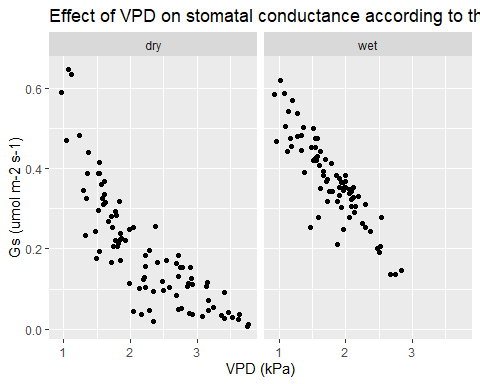 Effect of VPD on stomatal conductance according to th
dry
wet
0.6
0.4
0.2
0.0
Gs (umol m-2 s-1)
1
2
3
1
2
3
VPD (kPa)